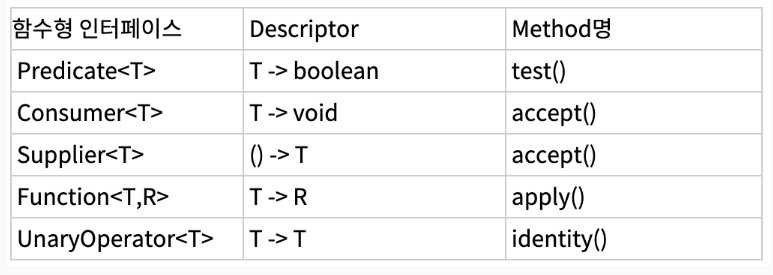 함수형 인터페이스 Descriptor Method명
Predicate<T> T -> boolean test()
Consumer<T> T -> void accept()
Supplier<T> () -> T accept()
Function<T,R> T -> R apply()
UnaryOperator<T> T -> T identity()